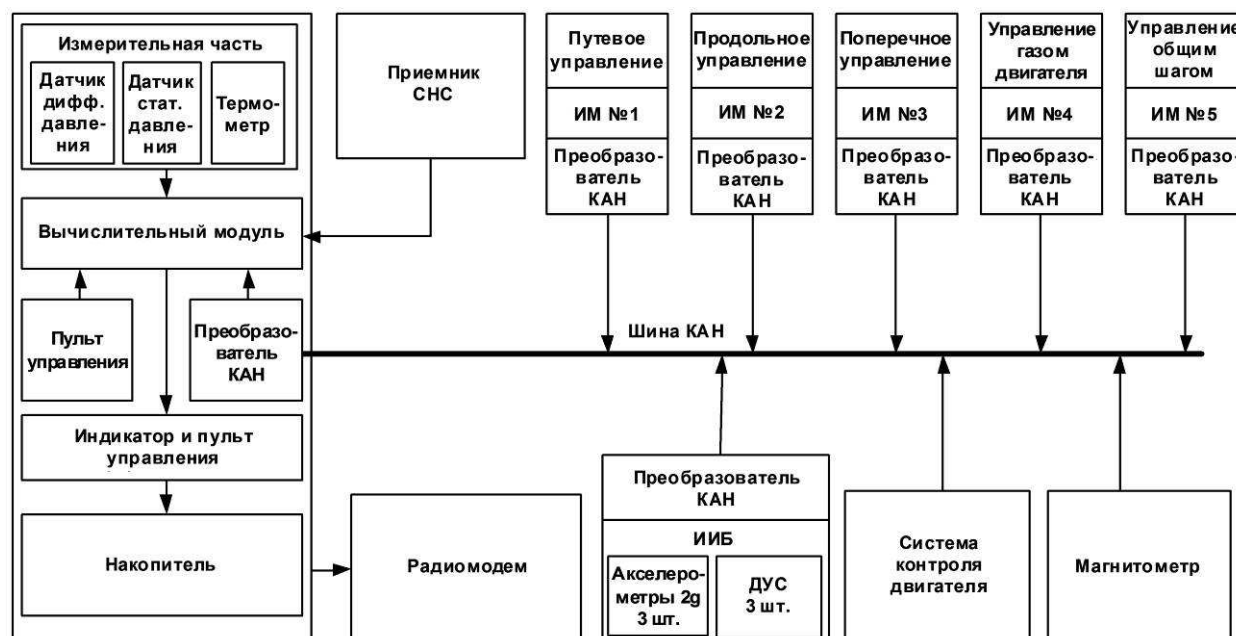 Измерительная часть
Датчик
дифф.
давле-
ния
Датчик
стат.
давле-
ния
Термо-
метр
Вычислительный модуль
Пульт
управления
Преобразо-
ватель
КАН
Индикатор и пульт
управления
Накопитель
Приемник
СНС
Радиомодем
Путевое
управление
ИМ №1
Преобразо-
ватель
КАН
Продольное
управление
ИМ №2
Преобразо-
ватель
КАН
Поперечное
управление
ИМ №3
Преобразо-
ватель
КАН
Управление
газом
двигателя
ИМ №4
Преобразо-
ватель
КАН
Управление
общим
шагом
ИМ №5
Преобразо-
ватель
КАН
Шина КАН
Преобразователь
КАН
ИИБ
Акселеро-
метры 2g
3 шт.
ДУС
3 шт.
Система
контроля
двигателя
Магнитометр